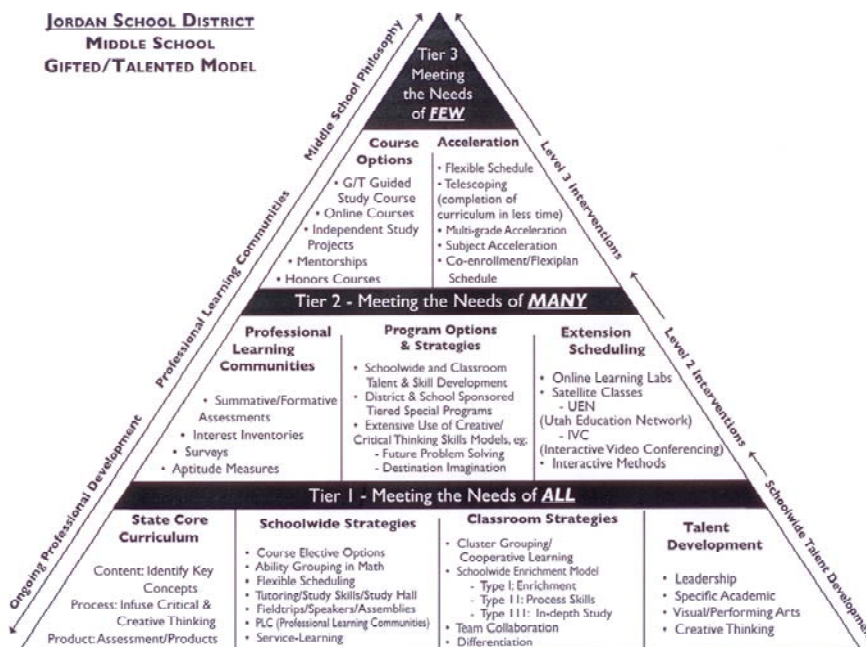 JORDAN SCHOOL DISTRICT
MIDDLE SCHOOL
GIFTED/TALENTED MODEL
Tier 3
Meeting
the Needs
of FEW
Middle School Philosophy
Professional Learning Communities
Ongoing Professional Development
Level 3 Interventions
Level 2 Interventions
Schoolwide Talent Development
Course
Options
• G/T Guided
Study Course
• Online Courses
• Independent Study
Projects
• Mentorships
• Honors Courses
Acceleration
• Flexible Schedule
- Telescoping
(completion of
curriculum in less time)
• Multi-grade Acceleration
• Subject Acceleration
• Co-enrollment/Flexiplan
Schedule
Tier 2 - Meeting the Needs of MANY
Professional
Learning
Communities
• Summative/Formative
Assessments
• Interest Inventories
• Surveys
• Aptitude Measures
Program Options
& Strategies
• Schoolwide and Classroom
Talent & Skill Development
• District & School Sponsored
Tiered Special Programs
• Extensive Use of Creative/
Critical Thinking Skills Models, eg.
- Future Problem Solving
- Destination Imagination
Extension
Scheduling
• Online Learning Labs
• Satellite Classes
- UEN
(Utah Education Network)
- IVC
(Interactive Video Conferencing)
• Interactive Methods
Tier 1 - Meeting the Needs of ALL
State Core
Curriculum
Content: Identify Key
Concepts
Process: Infuse Critical &
Creative Thinking
Product: Assessment/Products
Schoolwide Strategies
• Course Elective Options
• Ability Grouping in Math
• Flexible Scheduling
• Tutoring/Study Skills/Study Hall
• Fieldtrips/Speakers/Assemblies
• PLC (Professional Learning Communities)
• Service-Learning
Classroom Strategies
• Cluster Grouping/
Cooperative Learning
• Schoolwide Enrichment Model
- Type I: Enrichment
- Type II: Process Skills
- Type III: In-depth Study
• Team Collaboration
• Differentiation
Talent
Development
• Leadership
• Specific Academic
• Visual/Performing Arts
• Creative Thinking